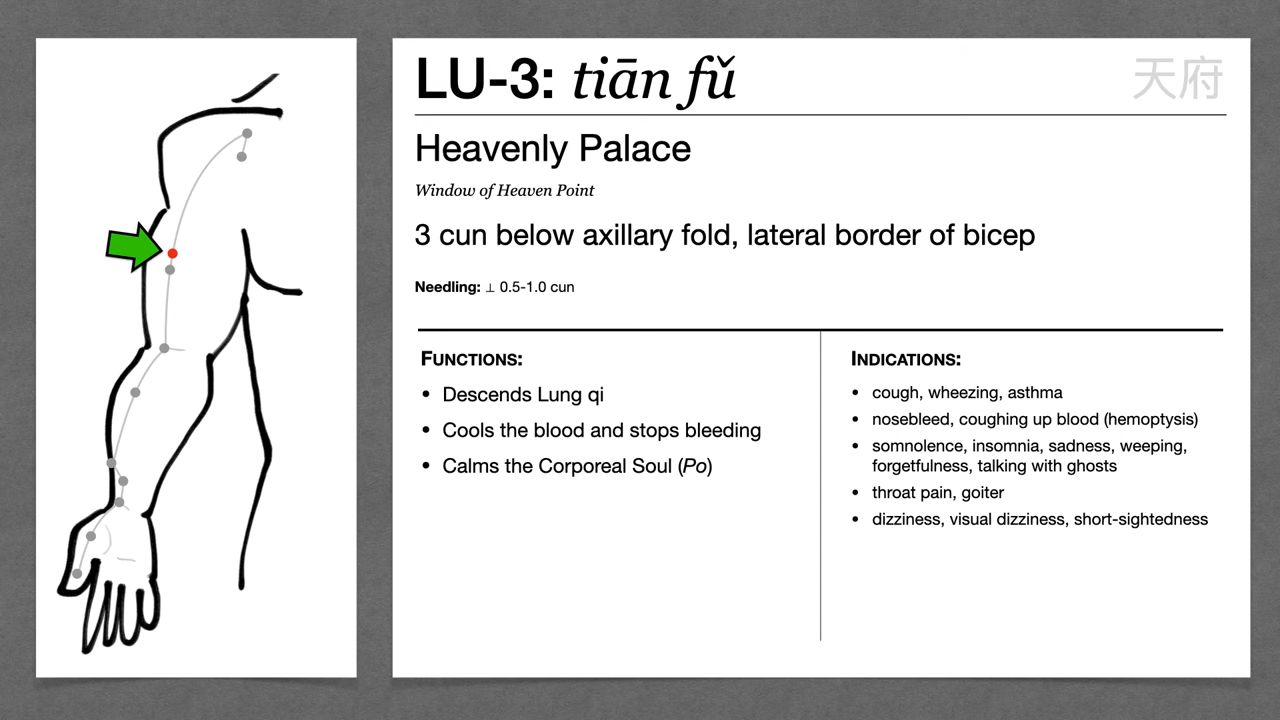 LU-3: tiān fǔ
天府
Heavenly Palace
Window of Heaven Point
3 cun below axillary fold, lateral border of bicep
Needling: ⊥ 0.5-1.0 cun
FUNCTIONS:
• Descends Lung qi
• Cools the blood and stops bleeding
• Calms the Corporeal Soul (Po)
INDICATIONS:
• cough, wheezing, asthma
• nosebleed, coughing up blood (hemoptysis)
• somnolence, insomnia, sadness, weeping,
forgetfulness, talking with ghosts
• throat pain, goiter
• dizziness, visual dizziness, short-sightedness